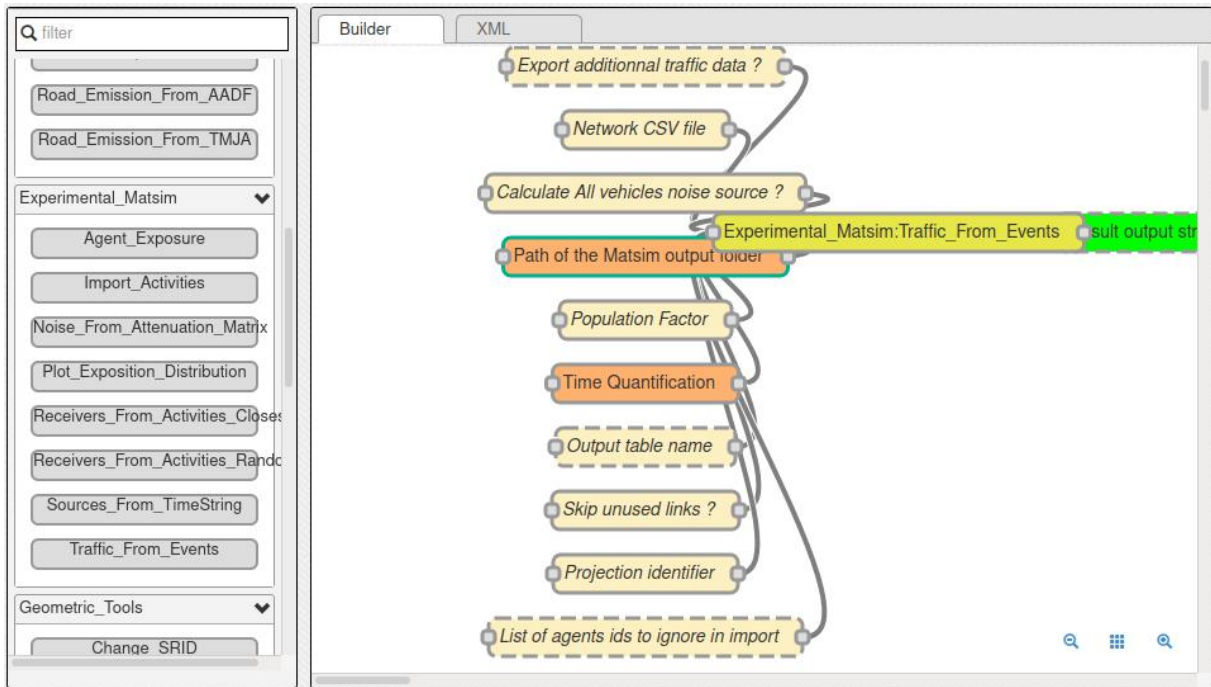 filter
Road_Emission_From_AADF
Road_Emission_From_TMJA
Experimental_Matsim
Agent_Exposure
Import_Activities
Noise_From_Attenuation_Matrix
Plot_Exposition_Distribution
Receivers_From_Activities_Closes
Receivers_From_Activities_Rando
Sources_From_TimeString
Traffic_From_Events
Geometric_Tools
Change_SRID
Builder
XML
Export additionnal traffic data ?
Network CSV file
Calculate All vehicles noise source ?
Experimental_Matsim:Traffic_From_Events
sult output str
Path of the Matsim output folder
Population Factor
Time Quantification
Output table name
Skip unused links ?
Projection identifier
List of agents ids to ignore in import